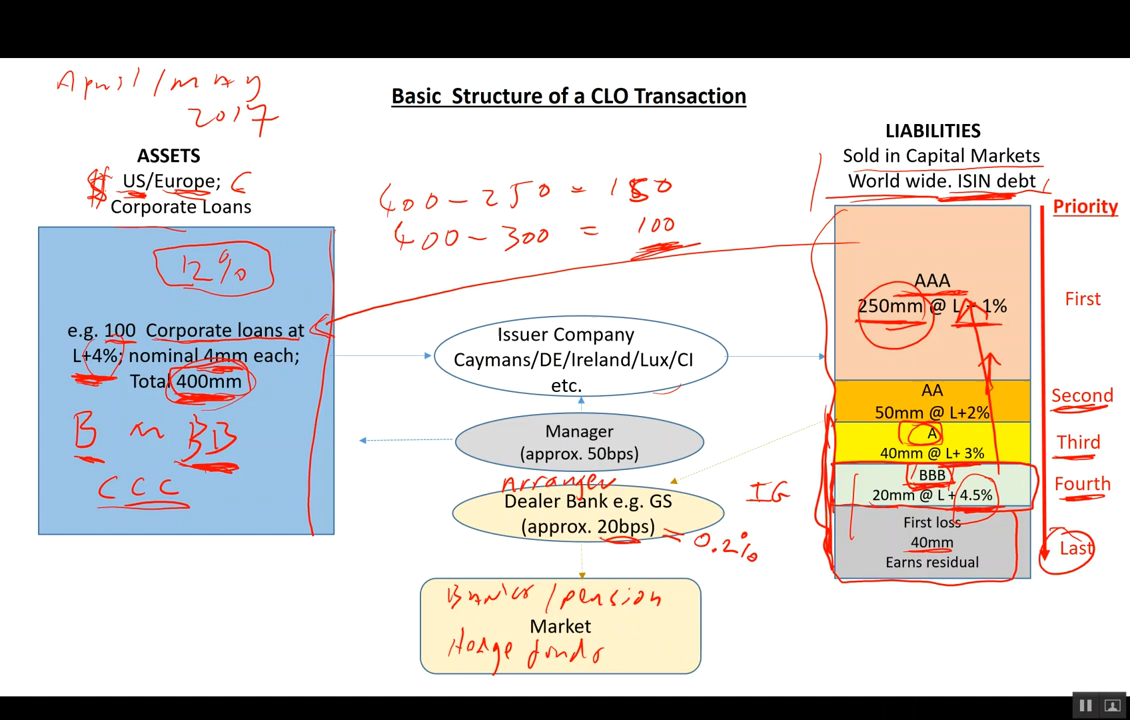 April/may
2017
Basic Structure of a CLO Transaction
ASSETS
$ US/Europe; €
Corporate Loans
12%
e.g. 100 Corporate loans at
L+4%; nominal 4mm each;
Total 400mm
B BB
CCC
400-250 = 150
400-300 = 100
Issuer Company
Caymans/DE/Ireland/Lux/CI
etc.
Manager
(approx. 50bps)
Arranger
Dealer Bank e.g. GS
(approx. 20bps)
0.2%
IG
Banks/pension
Market
Hedge funds
LIABILITIES
Sold in Capital Markets
World wide. ISIN debt
Priority
AAA
250mm @ L + 1%
First
AA
50mm @ L+2%
Second
A
40mm @ L+ 3%
Third
BBB
20mm @ L + 4.5%
Fourth
First loss
40mm
Earns residual
Last